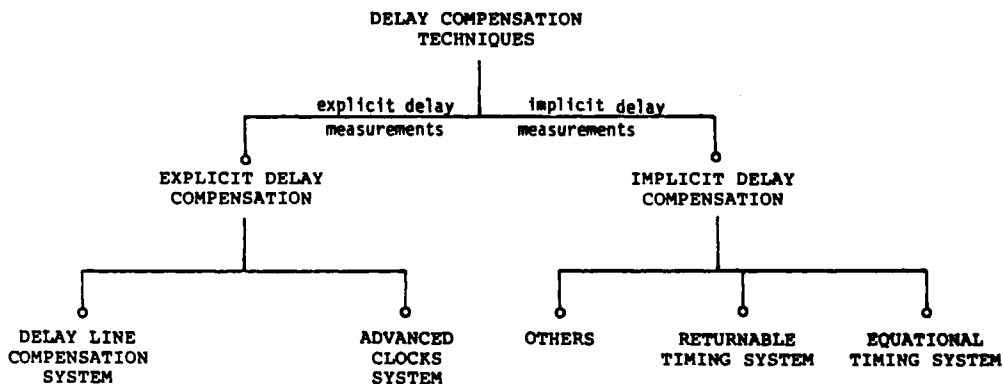 DELAY COMPENSATION
TECHNIQUES
explicit delay
measurements
implicit delay
measurements
EXPLICIT DELAY
COMPENSATION
IMPLICIT DELAY
COMPENSATION
DELAY LINE
COMPENSATION
SYSTEM
ADVANCED
CLOCKS
SYSTEM
OTHERS
RETURNABLE
TIMING SYSTEM
EQUATIONAL
TIMING SYSTEM